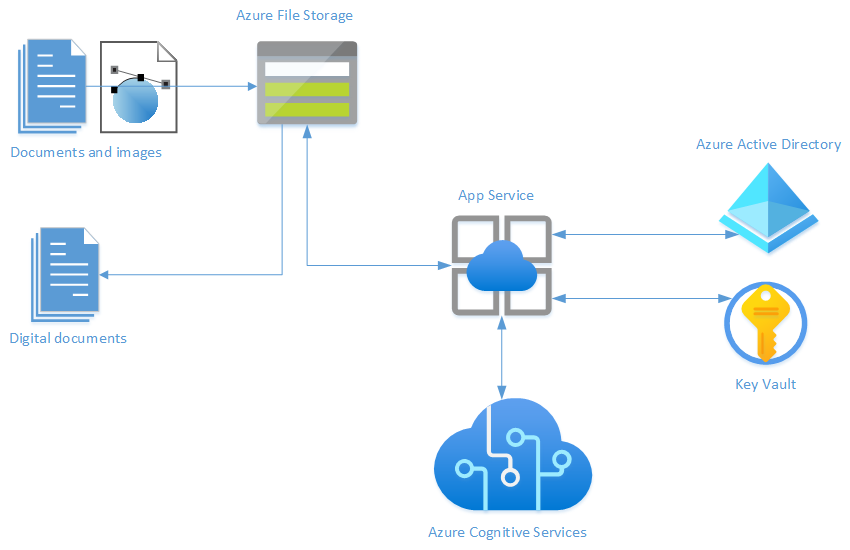 Azure File Storage
Documents and images
Azure Active Directory
App Service
Digital documents
Key Vault
Azure Cognitive Services